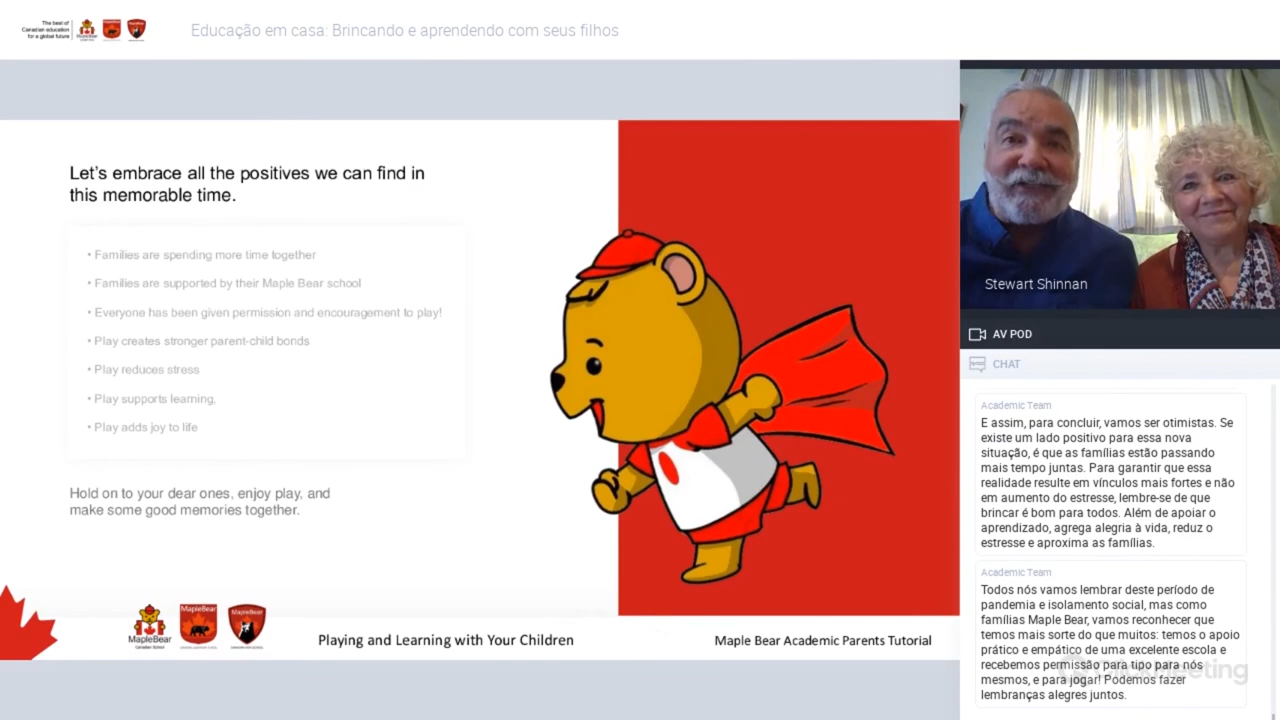 The best of
Canadian education
for a global future
Educação em casa: Brincando e aprendendo com seus filhos
Let's embrace all the positives we can find in
this memorable time.
• Families are spending more time together
• Families are supported by their Maple Bear school
• Everyone has been given permission and encouragement to play!
• Play creates stronger parent-child bonds
• Play reduces stress
• Play supports learning,
• Play adds joy to life
Hold on to your dear ones, enjoy play, and
make some good memories together.
MapleBear
Canadian School
MapleBear
MapleBear
Playing and Learning with Your Children
Maple Bear Academic Parents Tutorial
Stewart Shinnan
AV POD
CHAT
Academic Team
E assim, para concluir, vamos ser otimistas. Se
existe um lado positivo para essa nova
situação, é que as famílias estão passando
mais tempo juntas. Para garantir que essa
realidade resulte em vínculos mais fortes e não
em aumento do estresse, lembre-se de que
brincar é bom para todos. Além de apoiar o
aprendizado, agrega alegria à vida, reduz o
estresse e aproxima as famílias.
Academic Team
Todos nós vamos lembrar deste período de
pandemia e isolamento social, mas como
famílias Maple Bear, vamos reconhecer que
temos mais sorte do que muitos: temos o apoio
prático e empático de uma excelente escola e
recebemos permissão para tipo para nós
mesmos, e para jogar! Podemos fazer
lembranças alegres juntos.
ClickMeeting